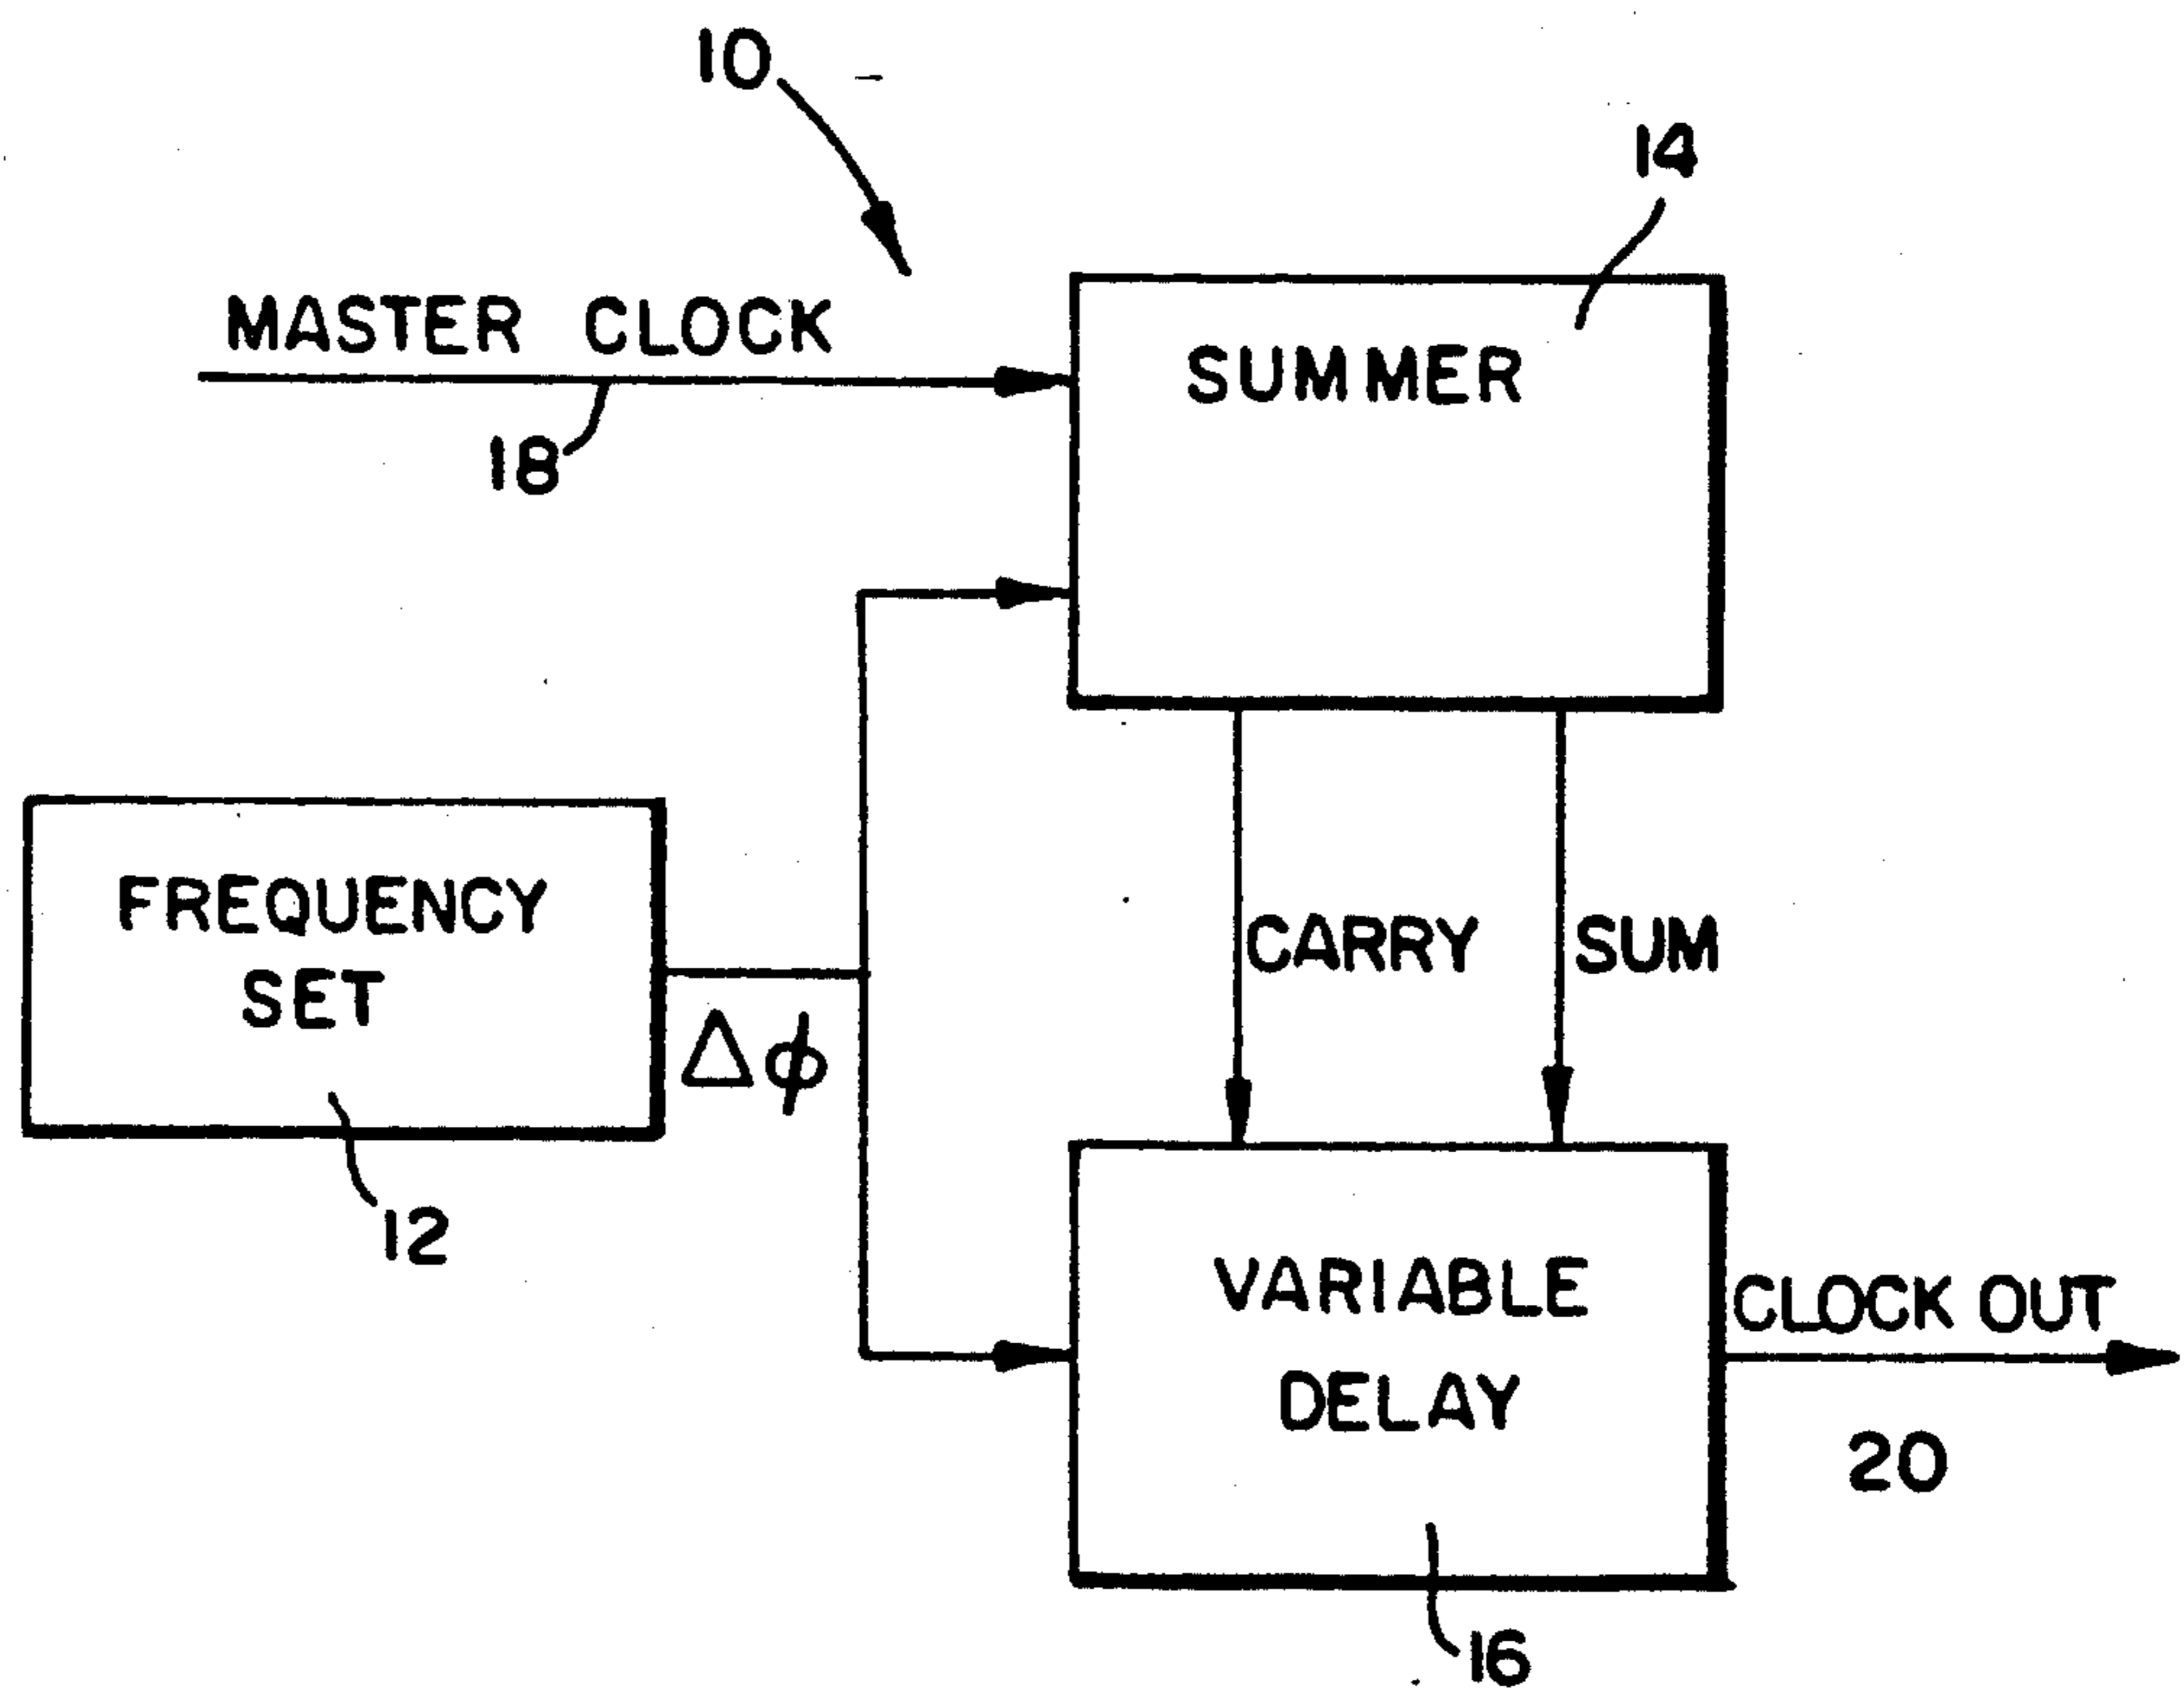 10
14
MASTER CLOCK
SUMMER
18
FREQUENCY
SET
CARRY
SUM
Δϕ
12
VARIABLE
DELAY
CLOCK OUT
20
16